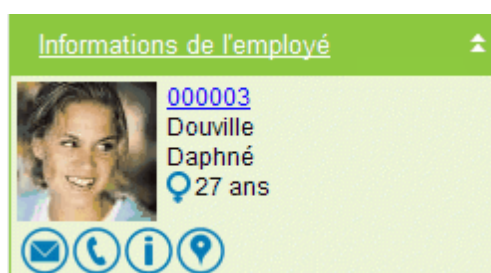 Informations de l'employé
000003
Douville
Daphné
27 ans